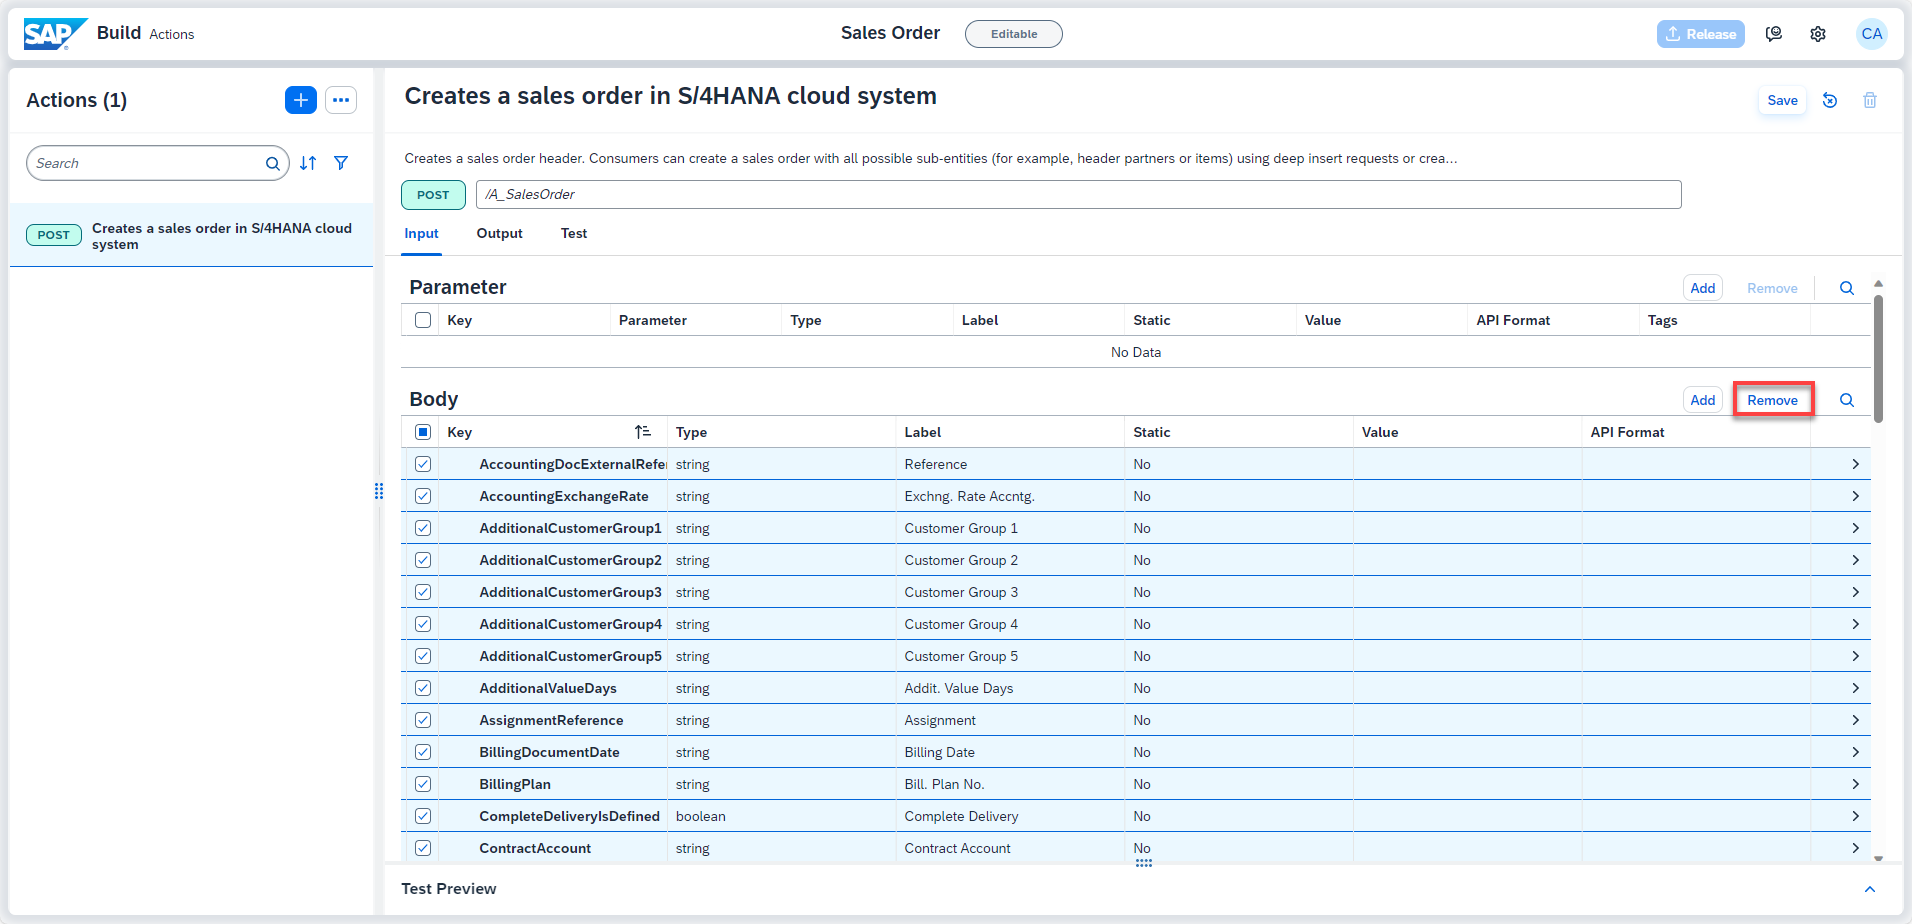 SAP Build Actions
Sales Order
Editable
Release
CA
Actions (1)
Search
POST
Creates a sales order in S/4HANA cloud
system
Creates a sales order in S/4HANA cloud system
Save
Creates a sales order header. Consumers can create a sales order with all possible sub-entities (for example, header partners or items) using deep insert requests or crea...
POST /A_SalesOrder
Input Output Test
Parameter Add Remove
Key Parameter Type Label Static Value API Format Tags
No Data
Body Add Remove
Key Type Label Static Value API Format
AccountingDocExternalRefe string Reference No
AccountingExchangeRate string Exchng. Rate Accntg. No
AdditionalCustomerGroup1 string Customer Group 1 No
AdditionalCustomerGroup2 string Customer Group 2 No
AdditionalCustomerGroup3 string Customer Group 3 No
AdditionalCustomerGroup4 string Customer Group 4 No
AdditionalCustomerGroup5 string Customer Group 5 No
AdditionalValueDays string Addit. Value Days No
AssignmentReference string Assignment No
BillingDocumentDate string Billing Date No
BillingPlan string Bill. Plan No. No
CompleteDeliveryIsDefined boolean Complete Delivery No
ContractAccount string Contract Account No
Test Preview